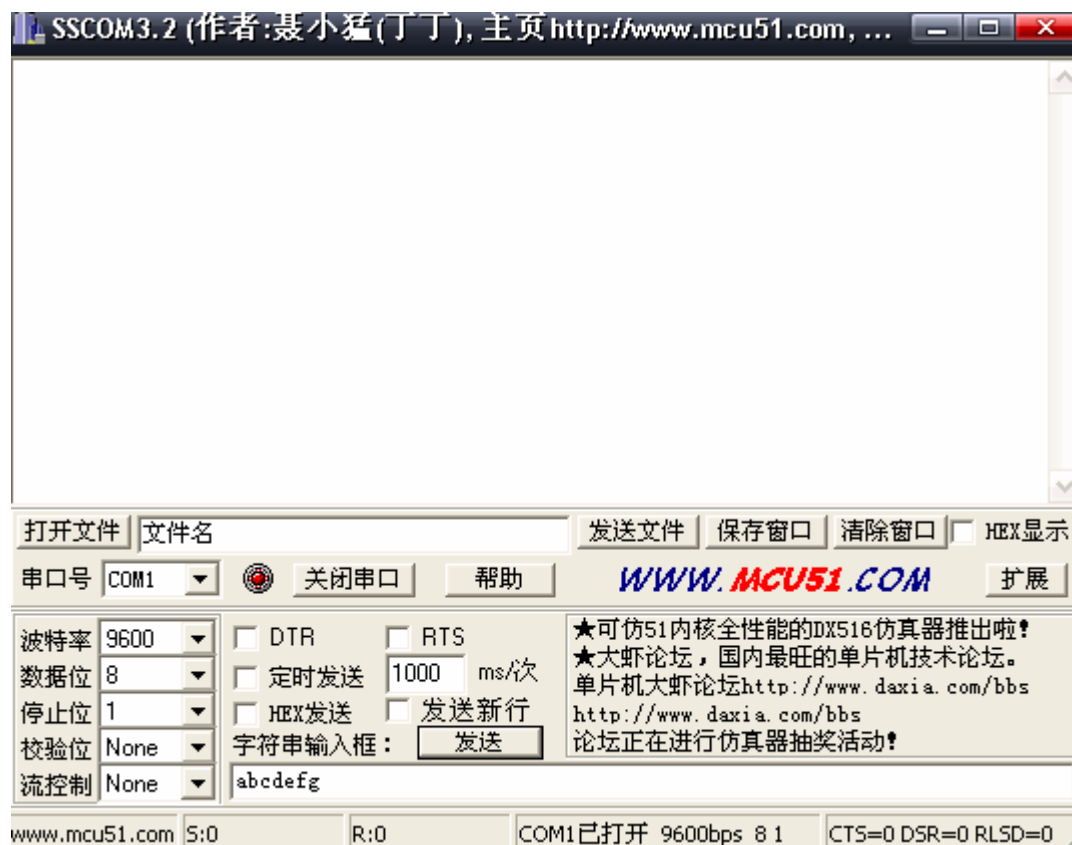 SSCOM3.2 (作者:聂小猛(丁丁), 主页http://www.mcu51.com, ...
打开文件 文件名 发送文件 保存窗口 清除窗口 HEX显示
串口号 COM1 关闭串口 帮助 WWW.MCU51.COM 扩展
波特率 9600 DTR RTS
数据位 8 定时发送 1000 ms/次
停止位 1 HEX发送 发送新行
校验位 None 字符串输入框： 发送
流控制 None abcdefg
★可仿51内核全性能的DX516仿真器推出啦!
★大虾论坛，国内最旺的单片机技术论坛。
单片机大虾论坛http://www.daxia.com/bbs
http://www.daxia.com/bbs
论坛正在进行仿真器抽奖活动!
www.mcu51.com S:0 R:0 COM1已打开 9600bps 8 1 CTS=0 DSR=0 RLSD=0